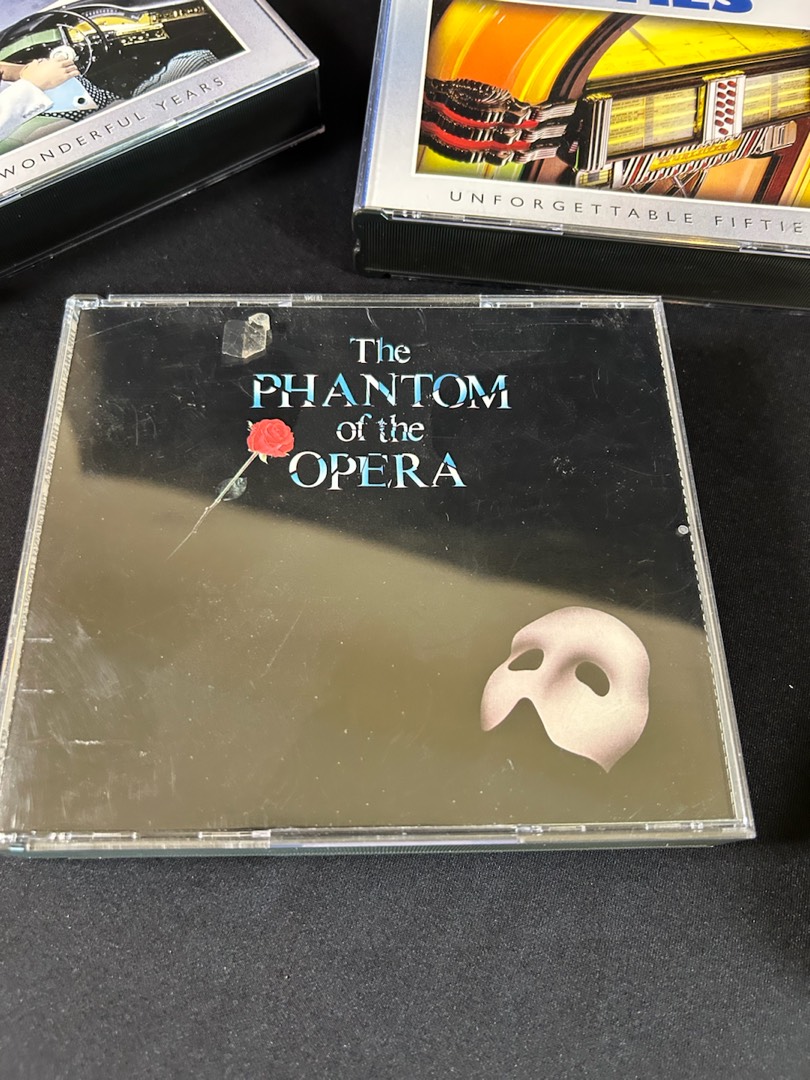 WONDERFUL YEARS
UNFORGETTABLE FIFTIE
The
PHANTOM
of the
OPERA